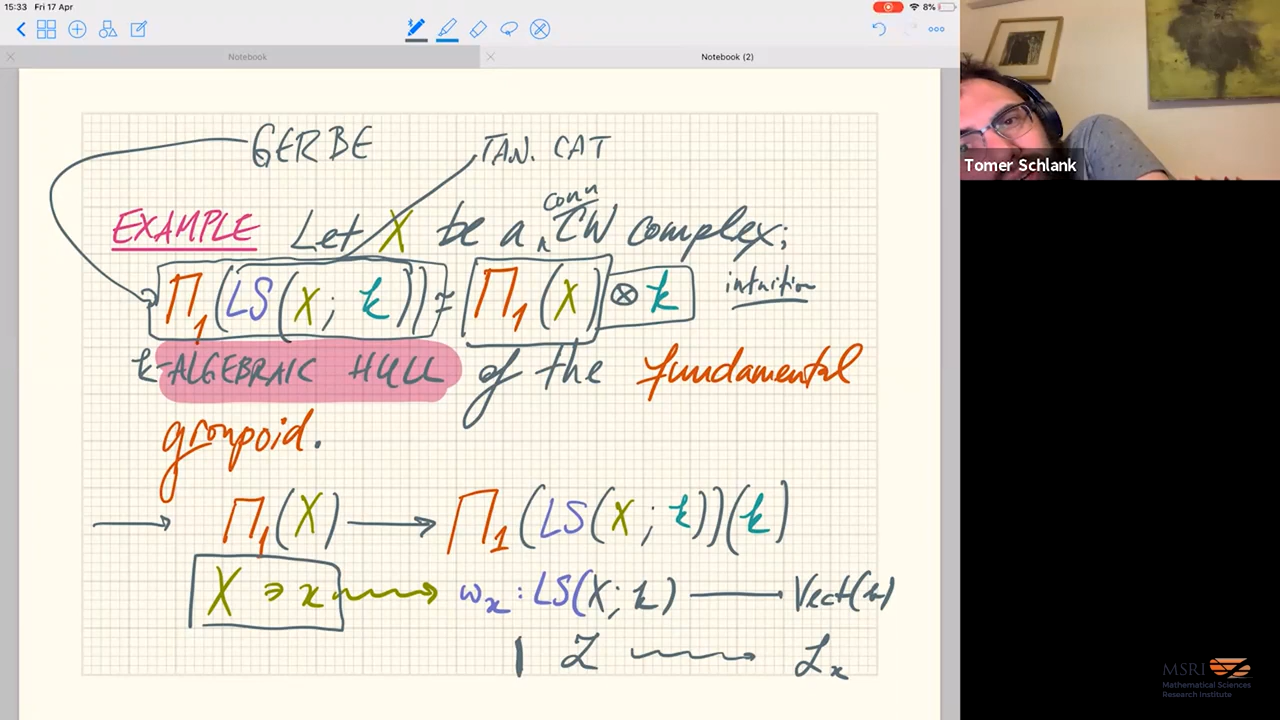 15:33 Fri 17 Apr
8%
Notebook
Notebook (2)
GERBE
TAN. CAT
EXAMPLE Let X be a conn CW complex;
Π₁(LS(X; k)) = Π₁(X) ⊗ k intuition
k-ALGEBRAIC HULL of the fundamental
groupoid.
→ Π₁(X) → Π₁(LS(X; k))(k)
X ∋ x ⟿ ω_x : LS(X; k) → Vect(k)
L ⟿ L_x
Tomer Schlank
MSRI
Mathematical Sciences
Research Institute